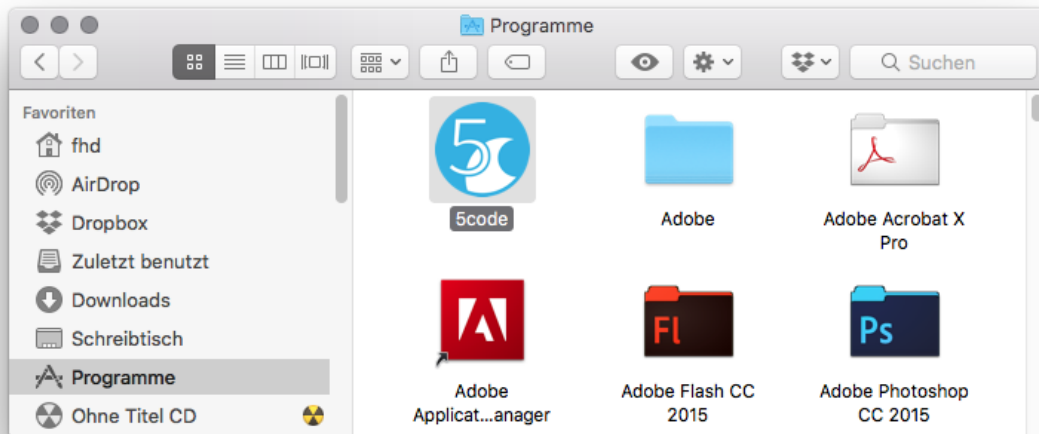 Programme
Suchen
Favoriten
fhd
AirDrop
Dropbox
Zuletzt benutzt
Downloads
Schreibtisch
Programme
Ohne Titel CD
5
5code
Adobe
Adobe Acrobat X
Pro
Adobe
Applicat...anager
Fl
Adobe Flash CC
2015
Ps
Adobe Photoshop
CC 2015